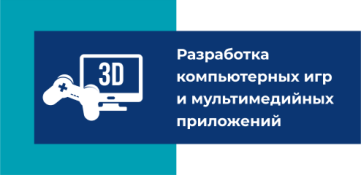 3D
Разработка
компьютерных игр
и мультимедийных
приложений